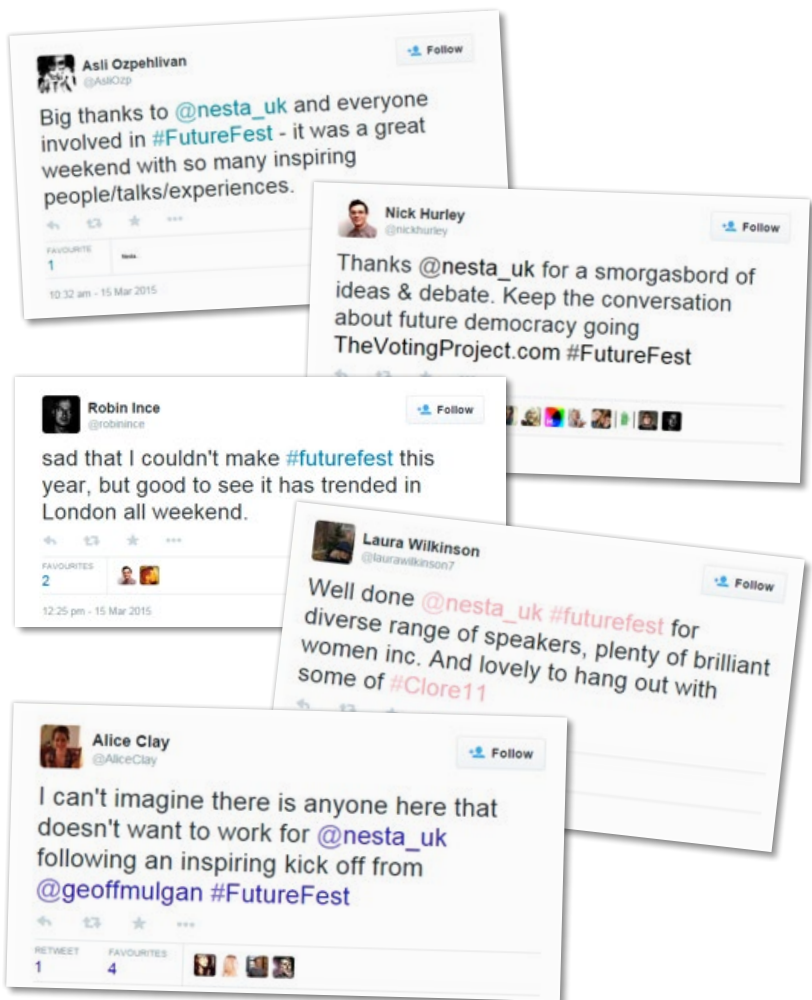 Asli Ozpehlivan
@AsliOzp
Follow
Big thanks to @nesta_uk and everyone
involved in #FutureFest - it was a great
weekend with so many inspiring
people/talks/experiences.
FAVOURITE
1
Nesta
10:32 am - 15 Mar 2015
Nick Hurley
@nickhurley
Follow
Thanks @nesta_uk for a smorgasbord of
ideas & debate. Keep the conversation
about future democracy going
TheVotingProject.com #FutureFest
Robin Ince
@robinince
Follow
sad that I couldn't make #futurefest this
year, but good to see it has trended in
London all weekend.
FAVOURITES
2
12:25 pm - 15 Mar 2015
Laura Wilkinson
@laurawilkinson7
Follow
Well done @nesta_uk #futurefest for
diverse range of speakers, plenty of brilliant
women inc. And lovely to hang out with
some of #Clore11
Alice Clay
@AliceClay
Follow
I can't imagine there is anyone here that
doesn't want to work for @nesta_uk
following an inspiring kick off from
@geoffmulgan #FutureFest
RETWEET FAVOURITES
1 4